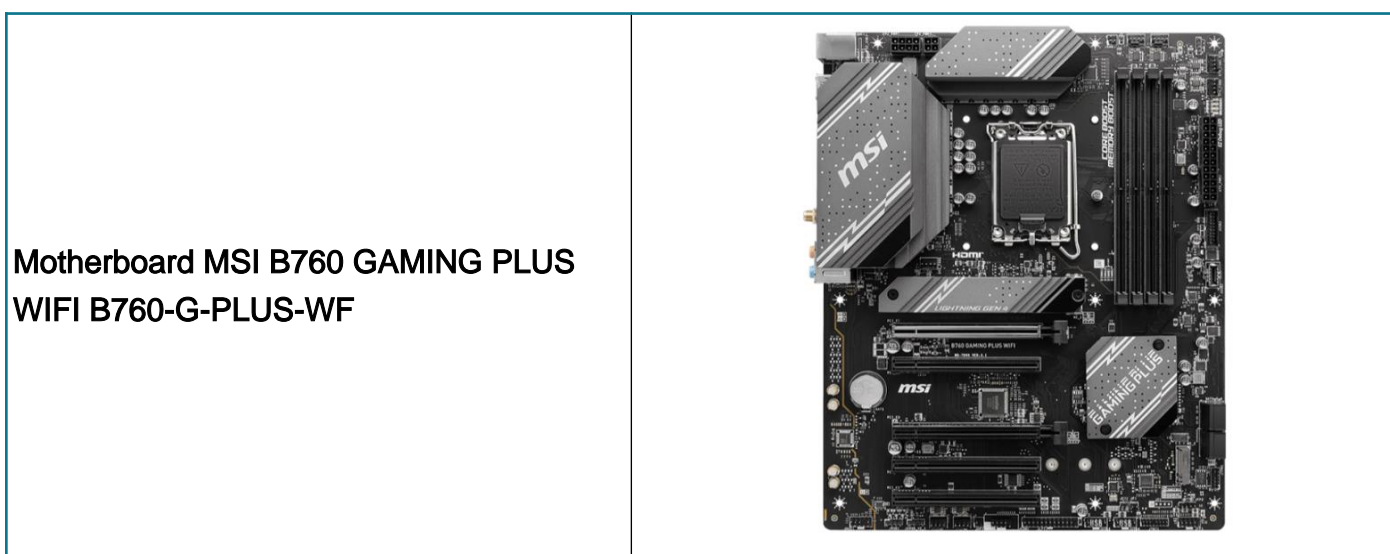 Motherboard MSI B760 GAMING PLUS
WIFI B760-G-PLUS-WF
msi
CORE BOOST
MEMORY BOOST
HDMI
LIGHTNING GEN 4
B760 GAMING PLUS WIFI
msi
GAMING PLUS